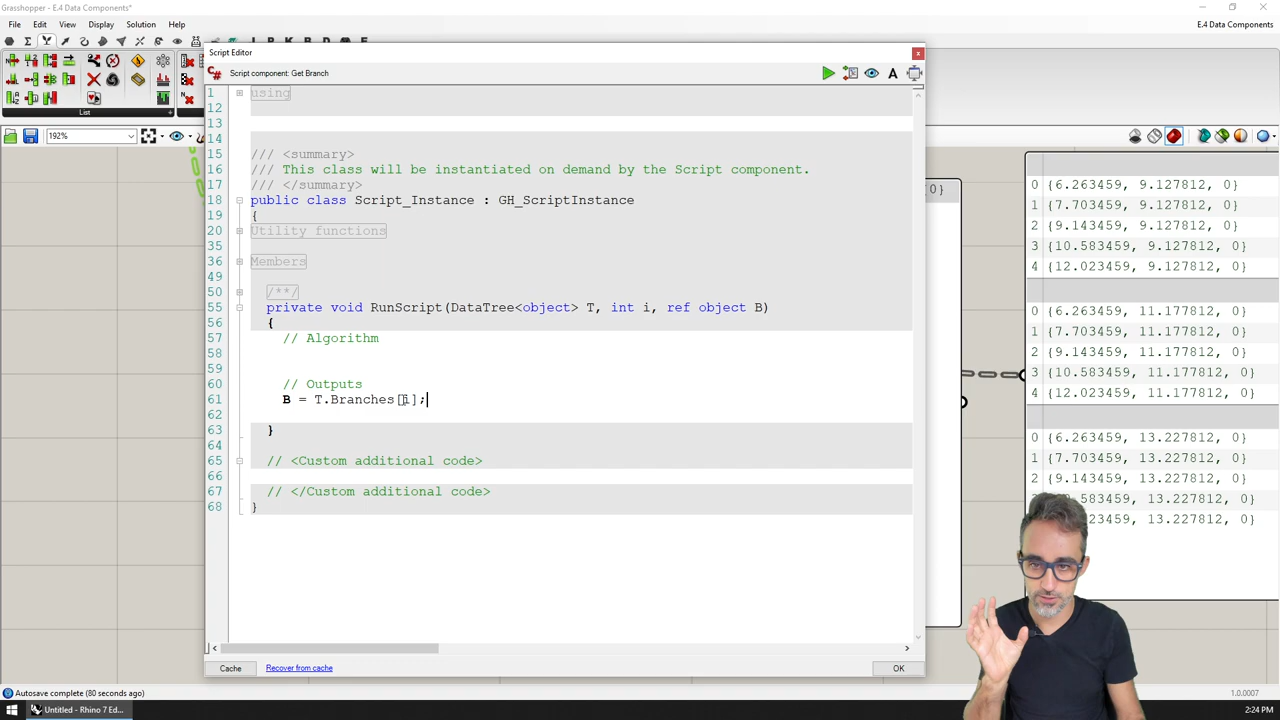 Grasshopper - E.4 Data Components*
File Edit View Display Solution Help
E.4 Data Components*
Script Editor
Script component: Get Branch
List
192%
1 using
12
13
14
15 /// <summary>
16 /// This class will be instantiated on demand by the Script component.
17 /// </summary>
18 public class Script_Instance : GH_ScriptInstance
19 {
20 Utility functions
35
36 Members
49
50 /**/
55 private void RunScript(DataTree<object> T, int i, ref object B)
56 {
57 // Algorithm
58
59
60 // Outputs
61 B = T.Branches[i];
62
63 }
64
65 // <Custom additional code>
66
67 // </Custom additional code>
68 }
0}
0 {6.263459, 9.127812, 0}
1 {7.703459, 9.127812, 0}
2 {9.143459, 9.127812, 0}
3 {10.583459, 9.127812, 0}
4 {12.023459, 9.127812, 0}
0 {6.263459, 11.177812, 0}
1 {7.703459, 11.177812, 0}
2 {9.143459, 11.177812, 0}
3 {10.583459, 11.177812, 0}
4 {12.023459, 11.177812, 0}
0 {6.263459, 13.227812, 0}
1 {7.703459, 13.227812, 0}
2 {9.143459, 13.227812, 0}
.583459, 13.227812, 0}
23459, 13.227812, 0}
Cache Recover from cache OK
Autosave complete (80 seconds ago)
1.0.0007
Untitled - Rhino 7 Ed...
2:24 PM